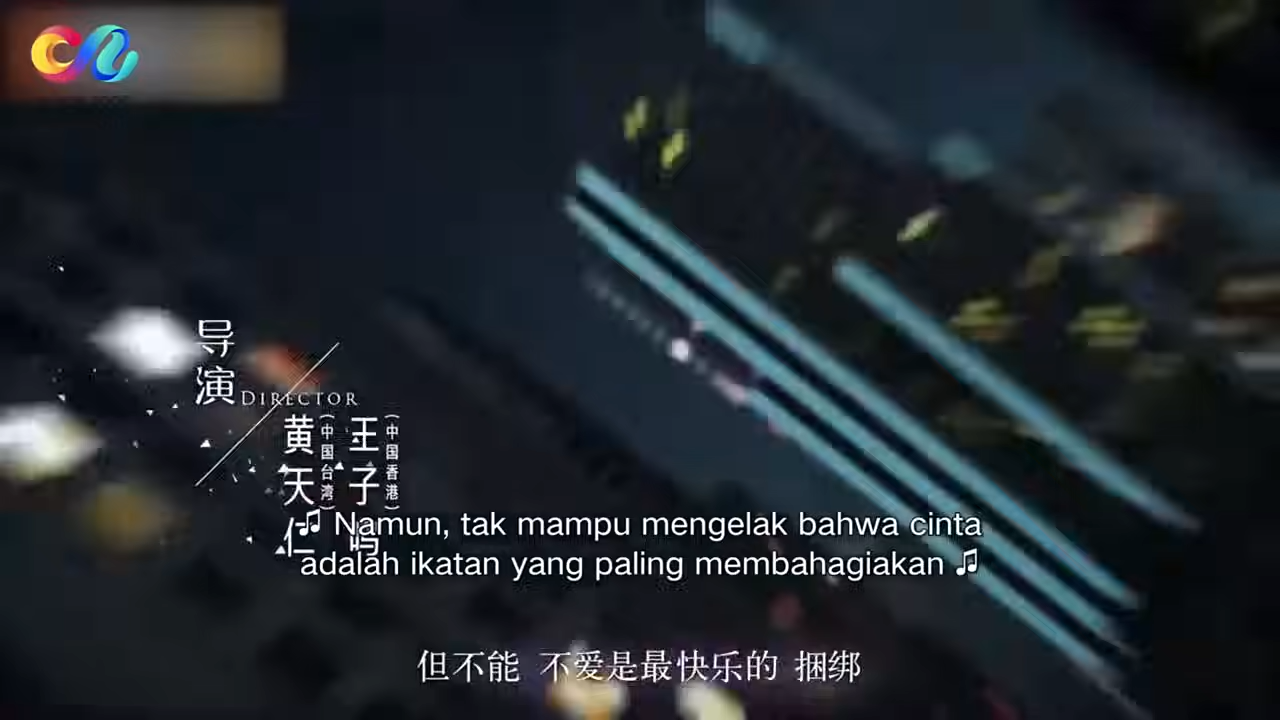 导演
DIRECTOR
黄天仁
(中国台湾)
王子鸣
(中国香港)
♫ Namun, tak mampu mengelak bahwa cinta
adalah ikatan yang paling membahagiakan ♫
但不能 不爱是最快乐的 捆绑